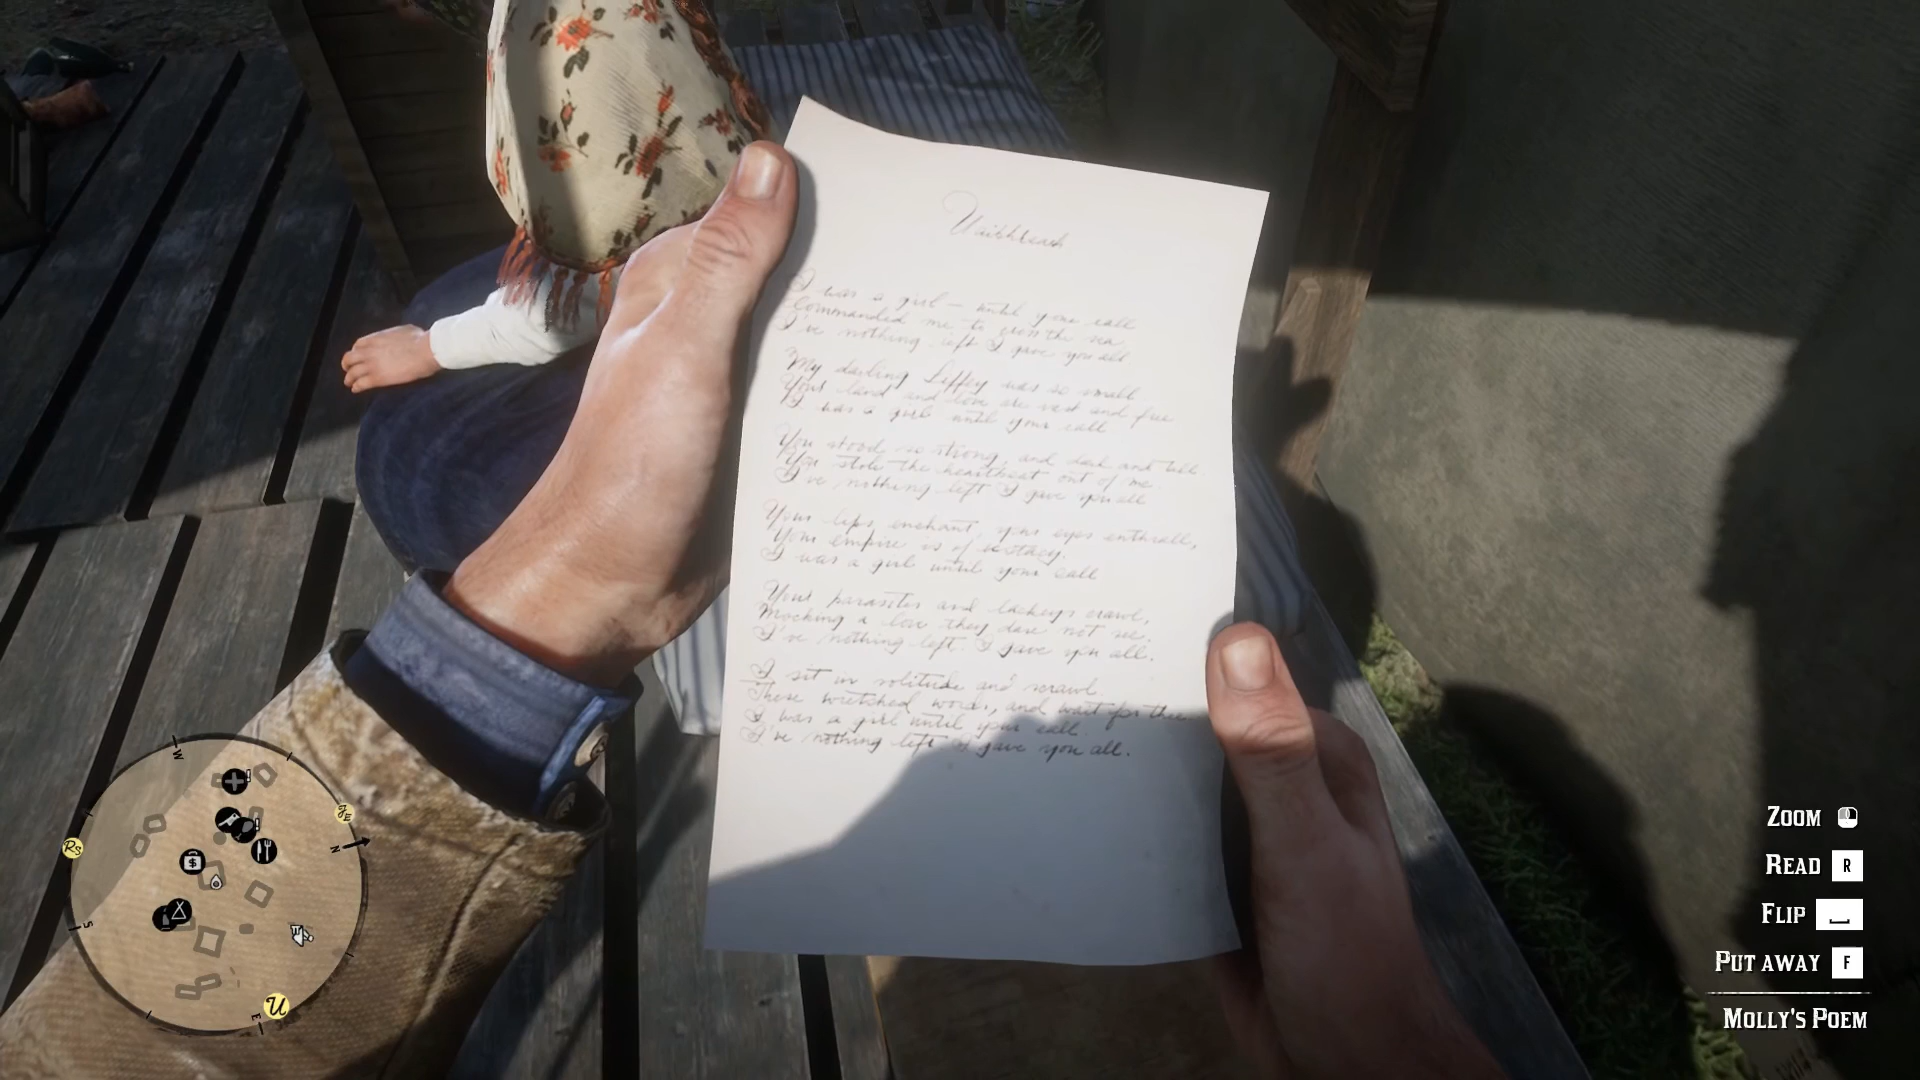 Uaibhreach
I was a girl – until your call
Commanded me to cross the sea
I've nothing left I gave you all
My darling Liffey was so small
Your land and love are vast and free
I was a girl until your call
You stood so strong, and dark and tall
You stole the heartbeat out of me
I've nothing left I gave you all
Your lips enchant, your eyes enthrall,
Your empire is of ecstacy.
I was a girl until your call
Your parasites and lackeys crawl,
Mocking a love they dare not see.
I've nothing left. I gave you all.
I sit in solitude and scrawl
These wretched words, and wait for thee
I was a girl until your call
I've nothing left I gave you all.
ZOOM
READ R
FLIP
PUT AWAY F
MOLLY'S POEM
W
JE
N
RS
$
S
E
U